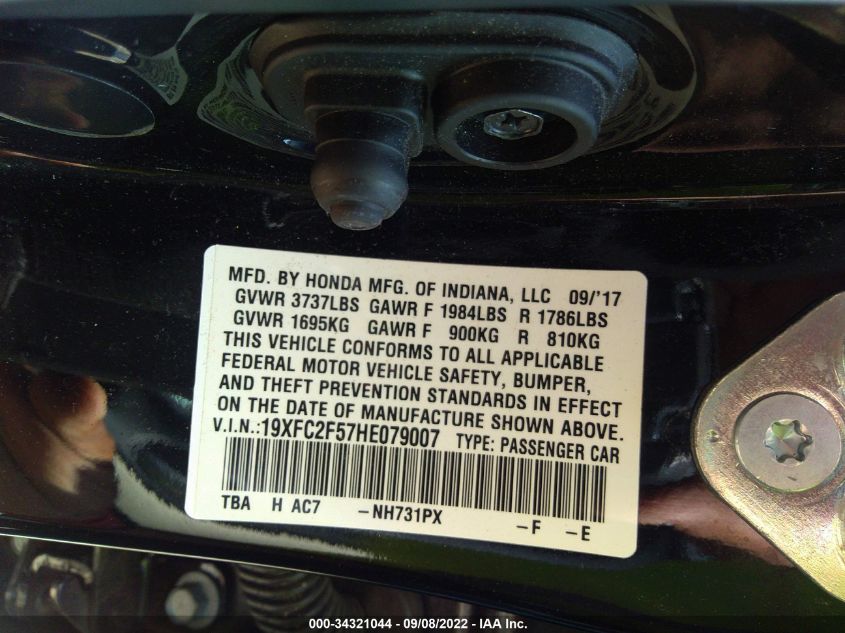 MFD. BY HONDA MFG. OF INDIANA, LLC 09/'17
GVWR 3737LBS GAWR F 1984LBS R 1786LBS
GVWR 1695KG GAWR F 900KG R 810KG
THIS VEHICLE CONFORMS TO ALL APPLICABLE
FEDERAL MOTOR VEHICLE SAFETY, BUMPER,
AND THEFT PREVENTION STANDARDS IN EFFECT
ON THE DATE OF MANUFACTURE SHOWN ABOVE.
V.I.N.:19XFC2F57HE079007 TYPE: PASSENGER CAR
TBA H AC7 -NH731PX -F -E
000-34321044 - 09/08/2022 - IAA Inc.